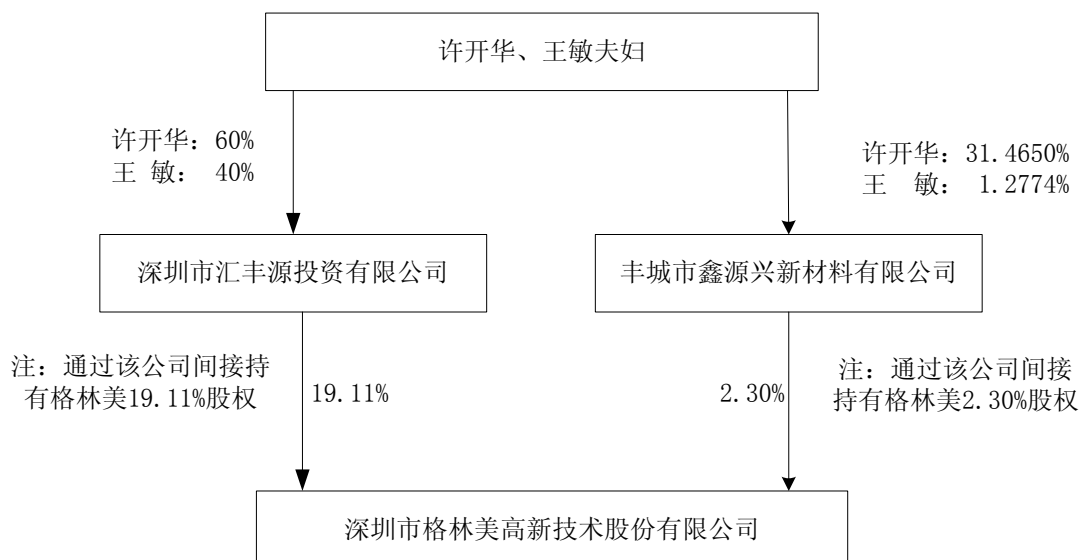 许开华、王敏夫妇
许开华：60%
王 敏： 40%
许开华：31.4650%
王　敏： 1.2774%
深圳市汇丰源投资有限公司
丰城市鑫源兴新材料有限公司
注：通过该公司间接持
有格林美19.11%股权
19.11%
2.30%
注：通过该公司间接
持有格林美2.30%股权
深圳市格林美高新技术股份有限公司